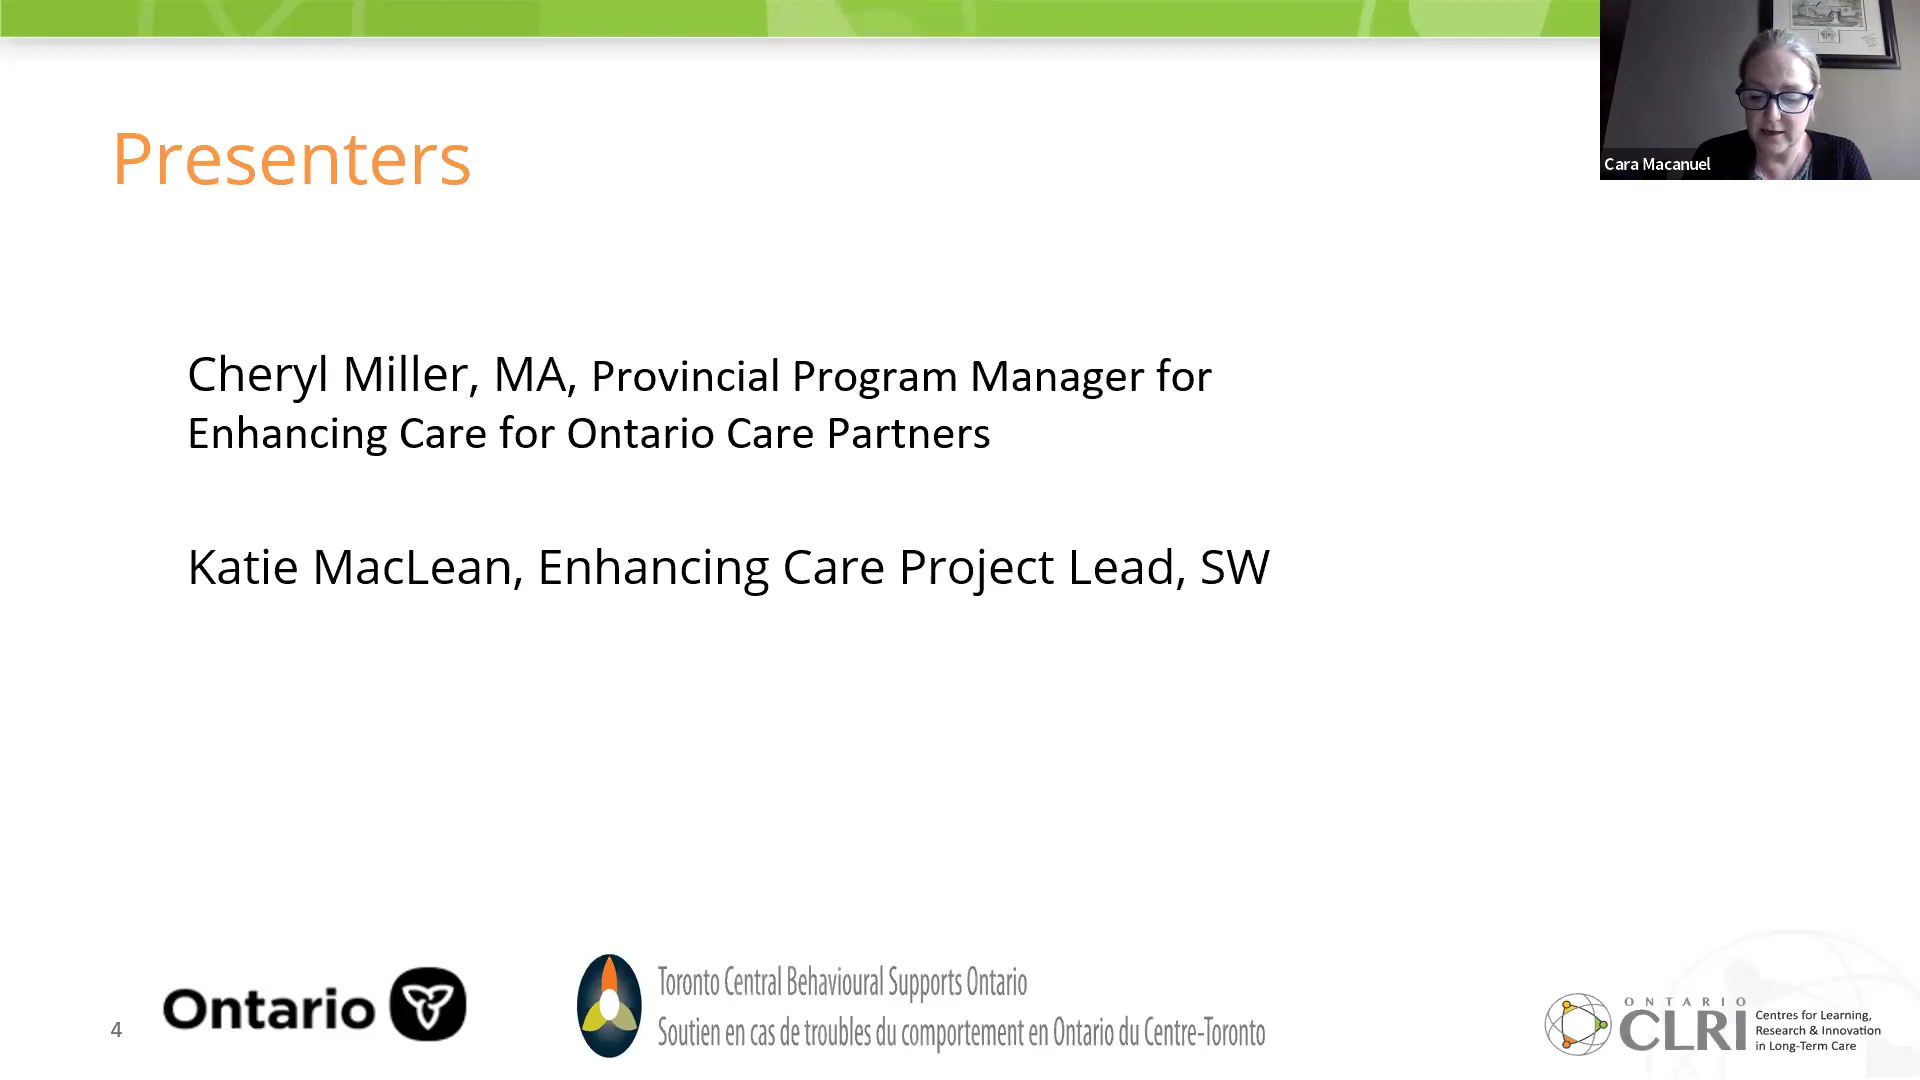 Presenters
Cara Macanuel
Cheryl Miller, MA, Provincial Program Manager for
Enhancing Care for Ontario Care Partners
Katie MacLean, Enhancing Care Project Lead, SW
4
Ontario
Toronto Central Behavioural Supports Ontario
Soutien en cas de troubles du comportement en Ontario du Centre-Toronto
ONTARIO
CLRI
Centres for Learning,
Research & Innovation
in Long-Term Care